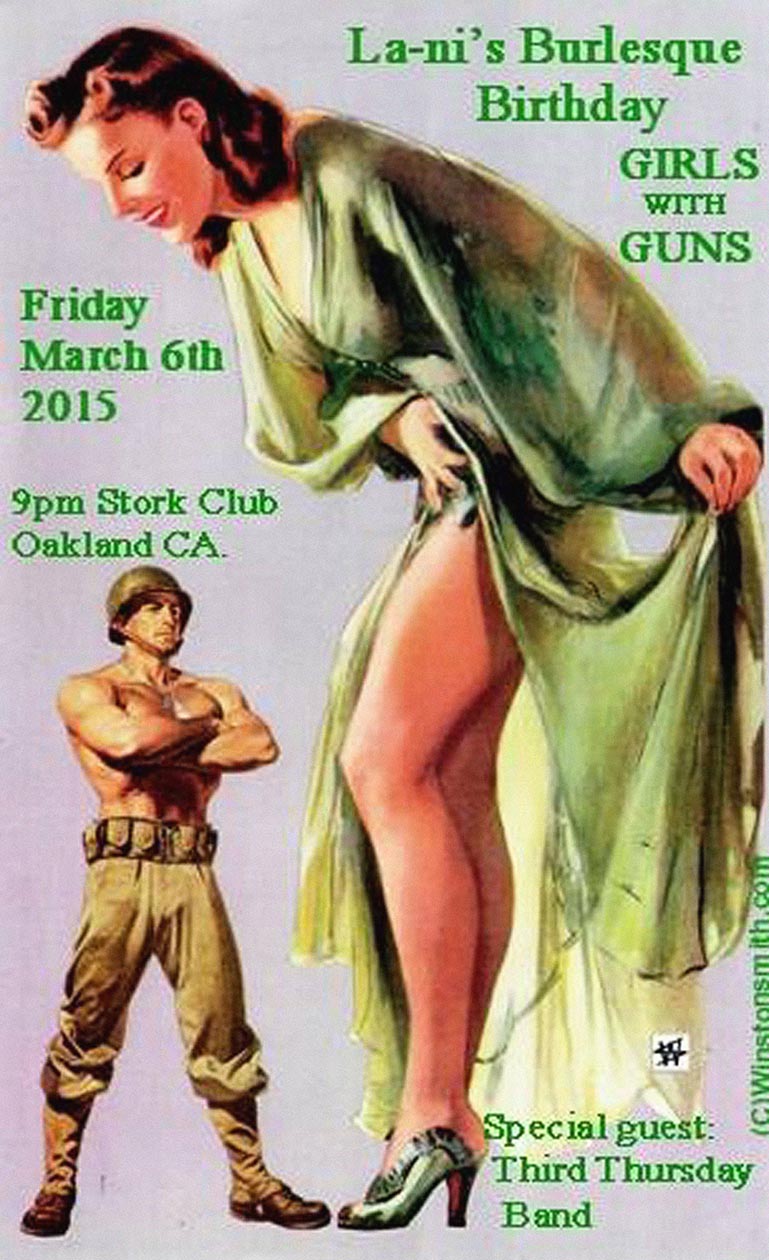 La-ni's Burlesque
Birthday
GIRLS
WITH
GUNS
Friday
March 6th
2015
9pm Stork Club
Oakland CA.
Special guest:
Third Thursday
Band
(C)Winstonsmith.com